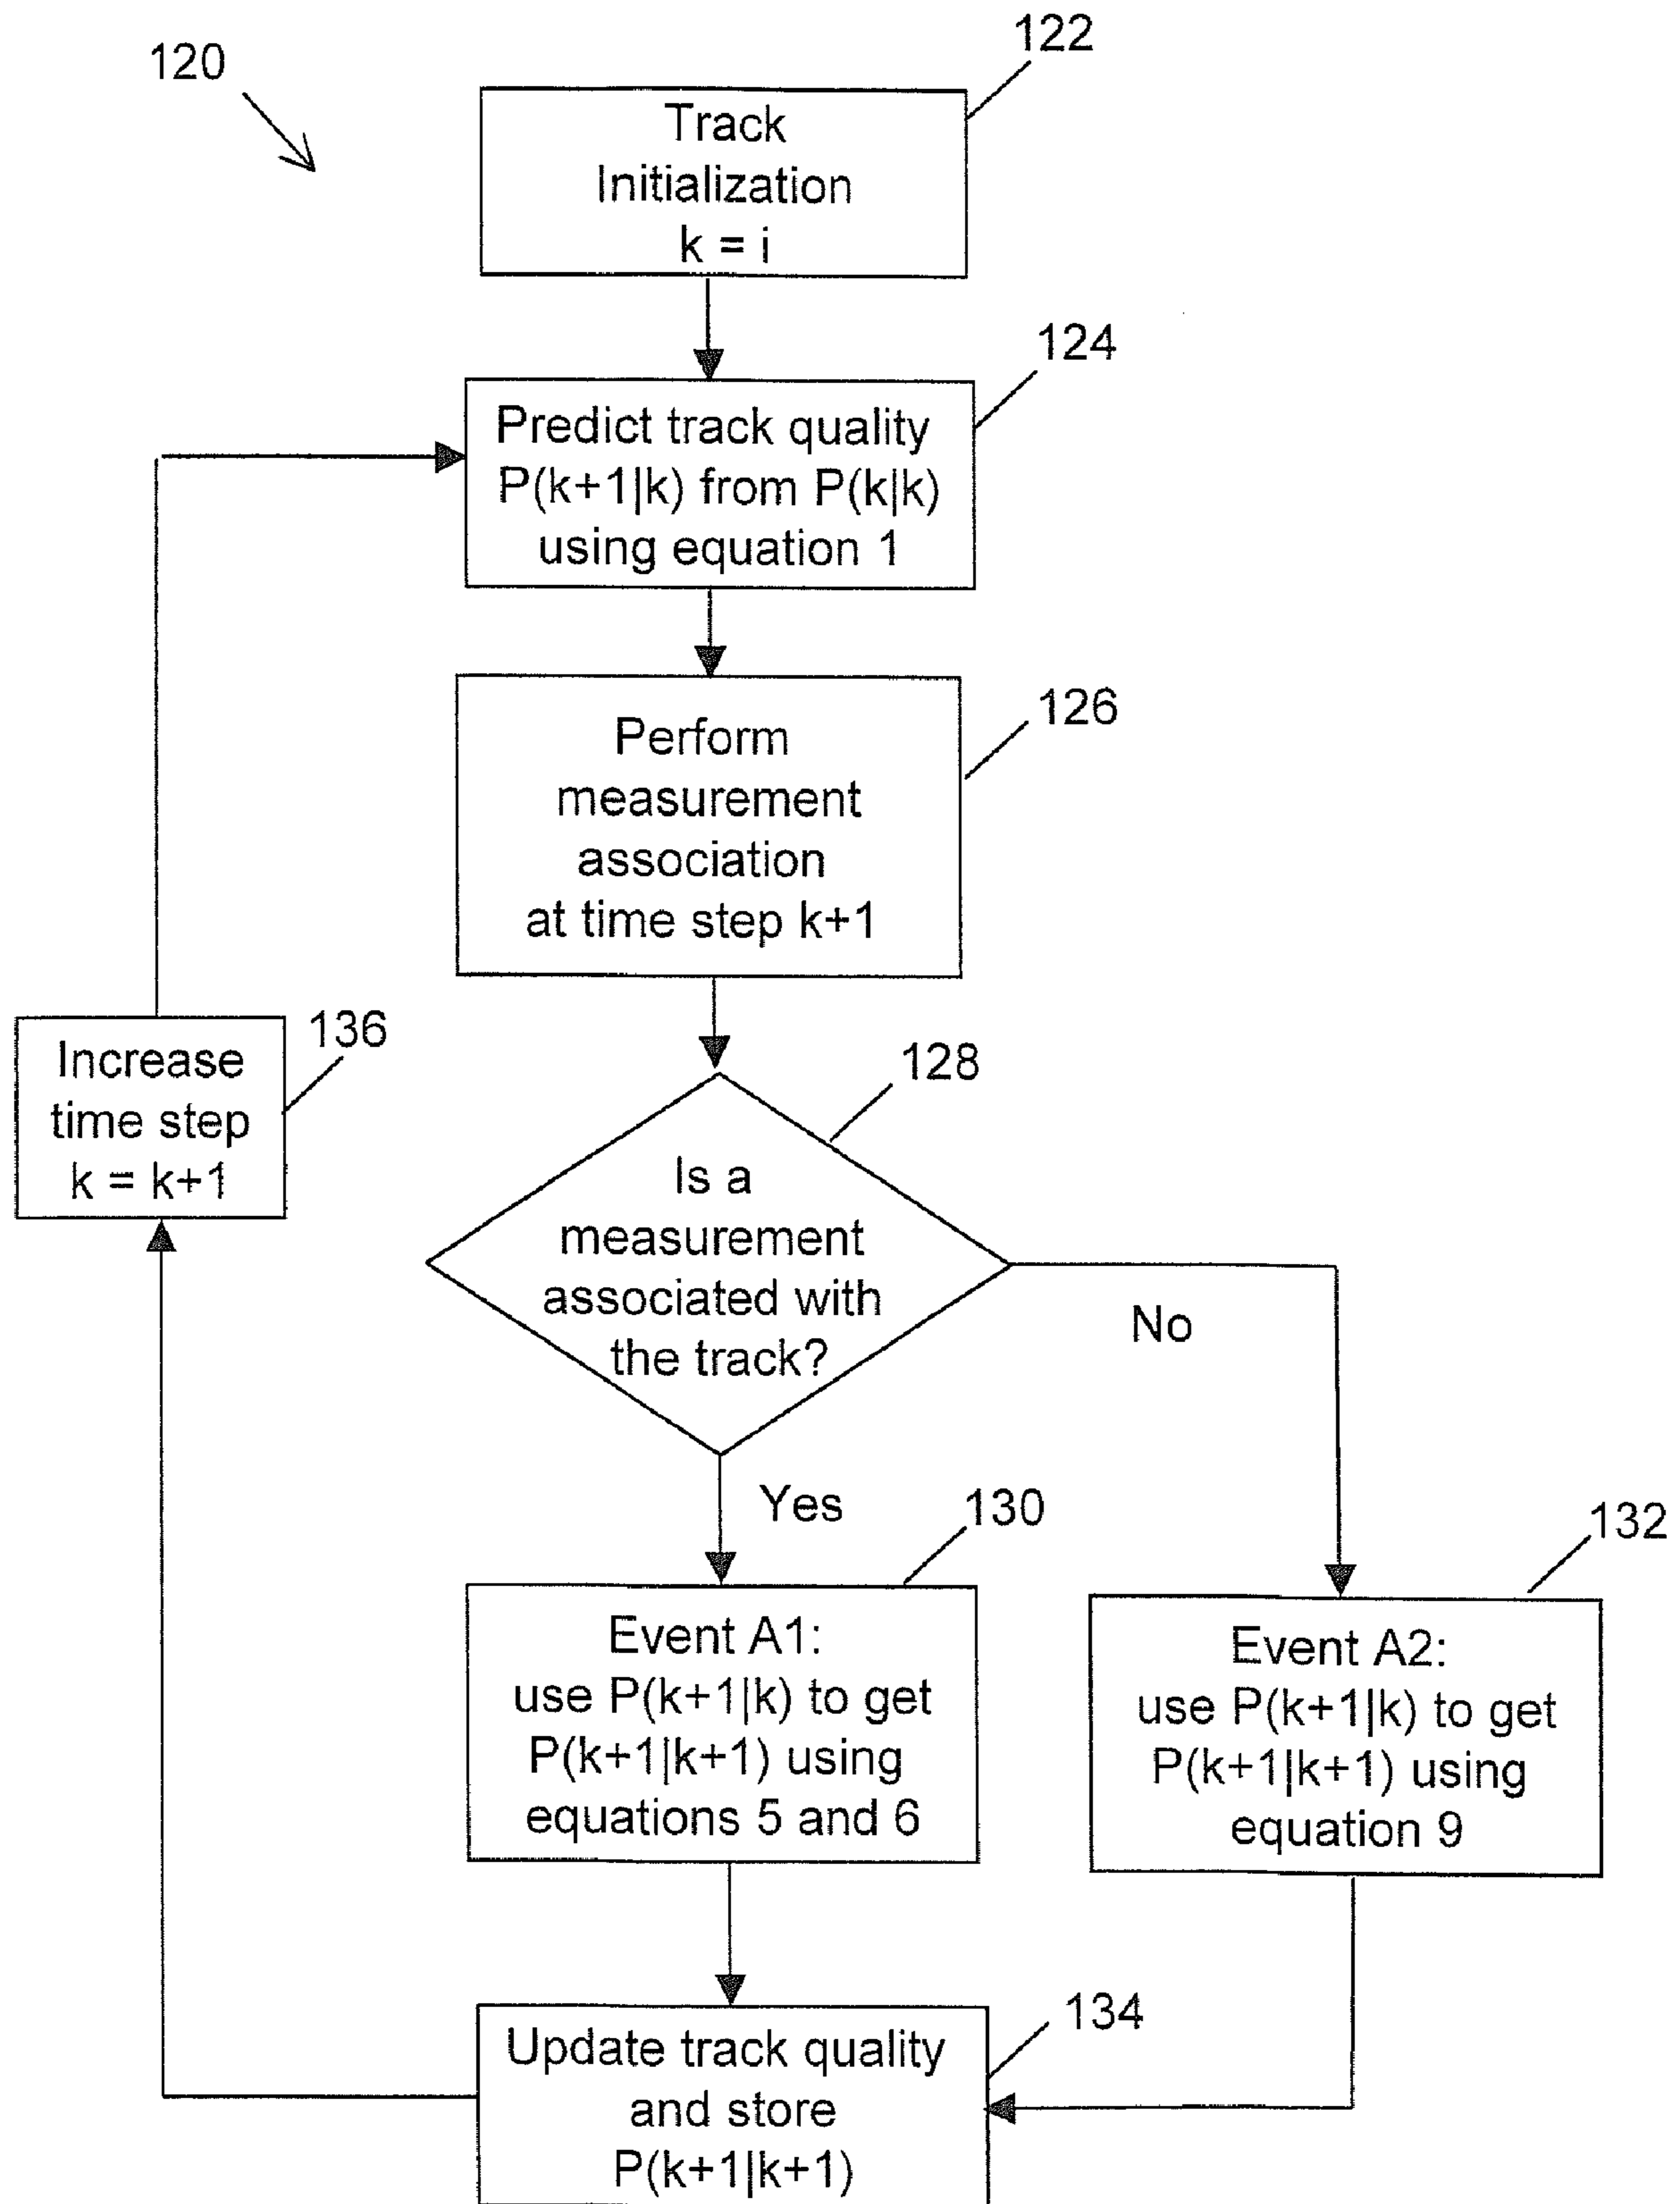 120
122
Track
Initialization
k = i
124
Predict track quality
P(k+1|k) from P(k|k)
using equation 1
126
Perform
measurement
association
at time step k+1
136
Increase
time step
k = k+1
128
Is a
measurement
associated with
the track?
No
Yes
130
Event A1:
use P(k+1|k) to get
P(k+1|k+1) using
equations 5 and 6
132
Event A2:
use P(k+1|k) to get
P(k+1|k+1) using
equation 9
134
Update track quality
and store
P(k+1|k+1)